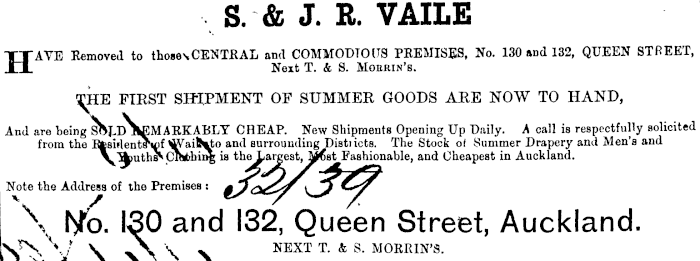 S. & J. R. VAILE
HAVE Removed to those CENTRAL and COMMODIOUS PREMISES, No. 130 and 132, QUEEN STREET,
Next T. & S. MORRIN'S.
THE FIRST SHIPMENT OF SUMMER GOODS ARE NOW TO HAND,
And are being SOLD REMARKABLY CHEAP. New Shipments Opening Up Daily. A call is respectfully solicited
from the Residents of Waikato and surrounding Districts. The Stock of Summer Drapery and Men's and
Youths' Clothing is the Largest, Most Fashionable, and Cheapest in Auckland.
Note the Address of the Premises:
32/39
No. 130 and 132, Queen Street, Auckland.
NEXT T. & S. MORRIN'S.